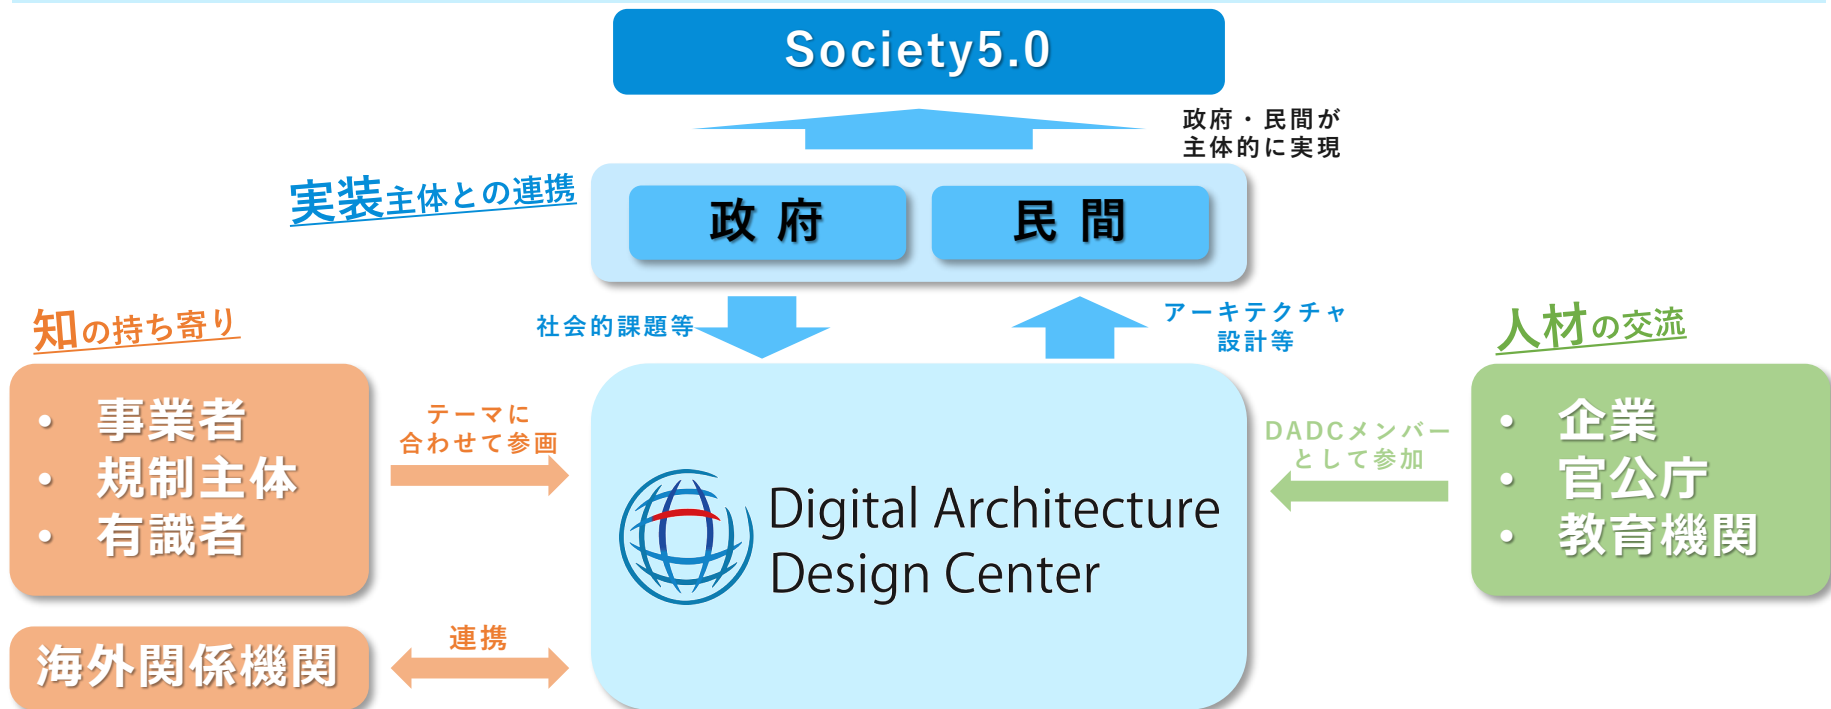 Society5.0
政府・民間が
主体的に実現
実装主体との連携
政府
民間
社会的課題等
アーキテクチャ
設計等
知の持ち寄り
人材の交流
• 事業者
• 規制主体
• 有識者
テーマに
合わせて参画
Digital Architecture
Design Center
DADCメンバー
として参加
• 企業
• 官公庁
• 教育機関
海外関係機関
連携